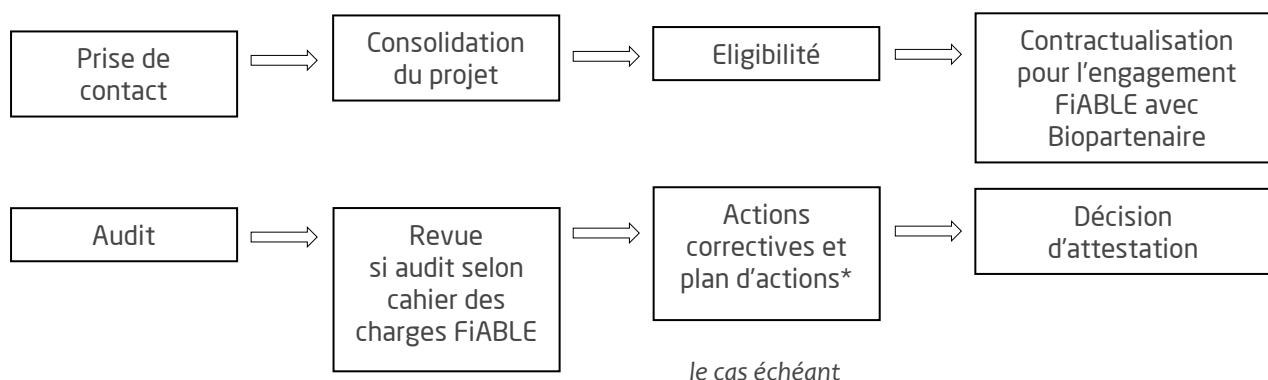 Prise de
contact
Consolidation
du projet
Eligibilité
Contractualisation
pour l'engagement
FiABLE avec
Biopartenaire
Audit
Revue
si audit selon
cahier des
charges FiABLE
Actions
correctives et
plan d'actions*
Décision
d'attestation
le cas échéant